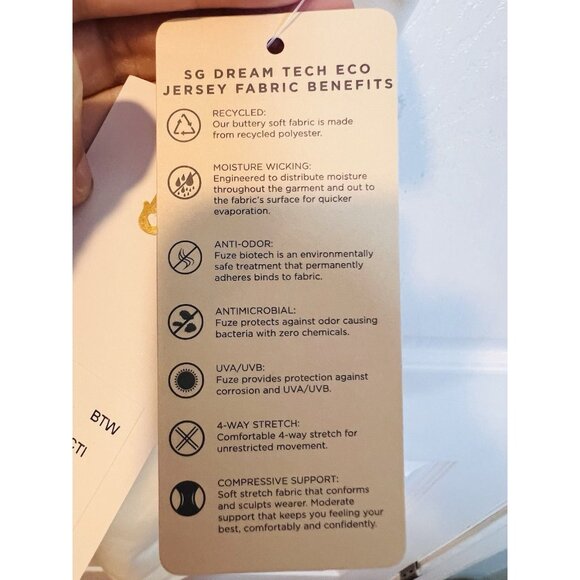 SG DREAM TECH ECO
JERSEY FABRIC BENEFITS
RECYCLED:
Our buttery soft fabric is made
from recycled polyester.
MOISTURE WICKING:
Engineered to distribute moisture
throughout the garment and out to
the fabric's surface for quicker
evaporation.
ANTI-ODOR:
Fuze biotech is an environmentally
safe treatment that permanently
adheres binds to fabric.
ANTIMICROBIAL:
Fuze protects against odor causing
bacteria with zero chemicals.
UVA/UVB:
Fuze provides protection against
corrosion and UVA/UVB.
4-WAY STRETCH:
Comfortable 4-way stretch for
unrestricted movement.
COMPRESSIVE SUPPORT:
Soft stretch fabric that conforms
and sculpts wearer. Moderate
support that keeps you feeling your
best, comfortably and confidently.
BTW
CTI